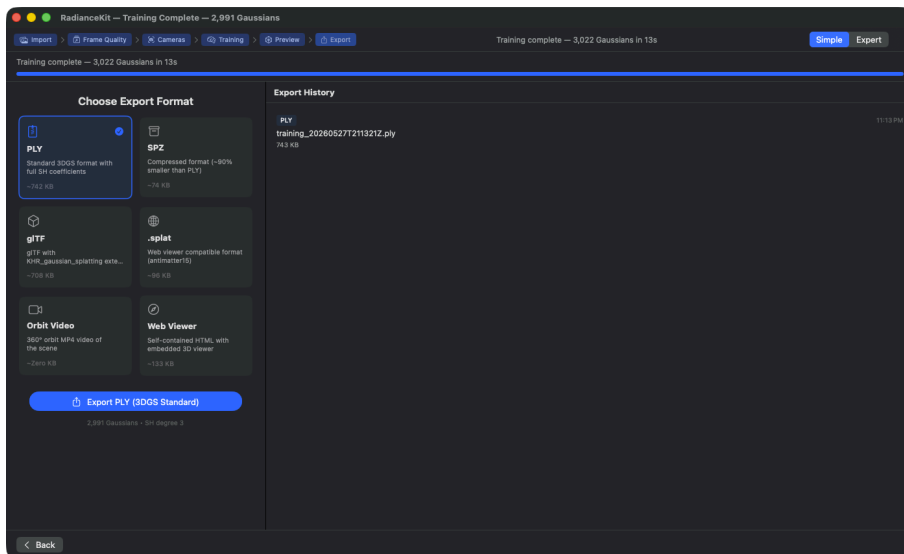 RadianceKit — Training Complete — 2,991 Gaussians
Import > Frame Quality > Cameras > Training > Preview > Export
Training complete — 3,022 Gaussians in 13s
Simple Expert
Training complete — 3,022 Gaussians in 13s
Choose Export Format
PLY
Standard 3DGS format with
full SH coefficients
~742 KB
SPZ
Compressed format (~90%
smaller than PLY)
~74 KB
glTF
glTF with
KHR_gaussian_splatting exte...
~708 KB
.splat
Web viewer compatible format
(antimatter15)
~96 KB
Orbit Video
360° orbit MP4 video of
the scene
~Zero KB
Web Viewer
Self-contained HTML with
embedded 3D viewer
~133 KB
Export PLY (3DGS Standard)
2,991 Gaussians - SH degree 3
Export History
PLY
11:13 PM
training_20260527T211321Z.ply
743 KB
< Back